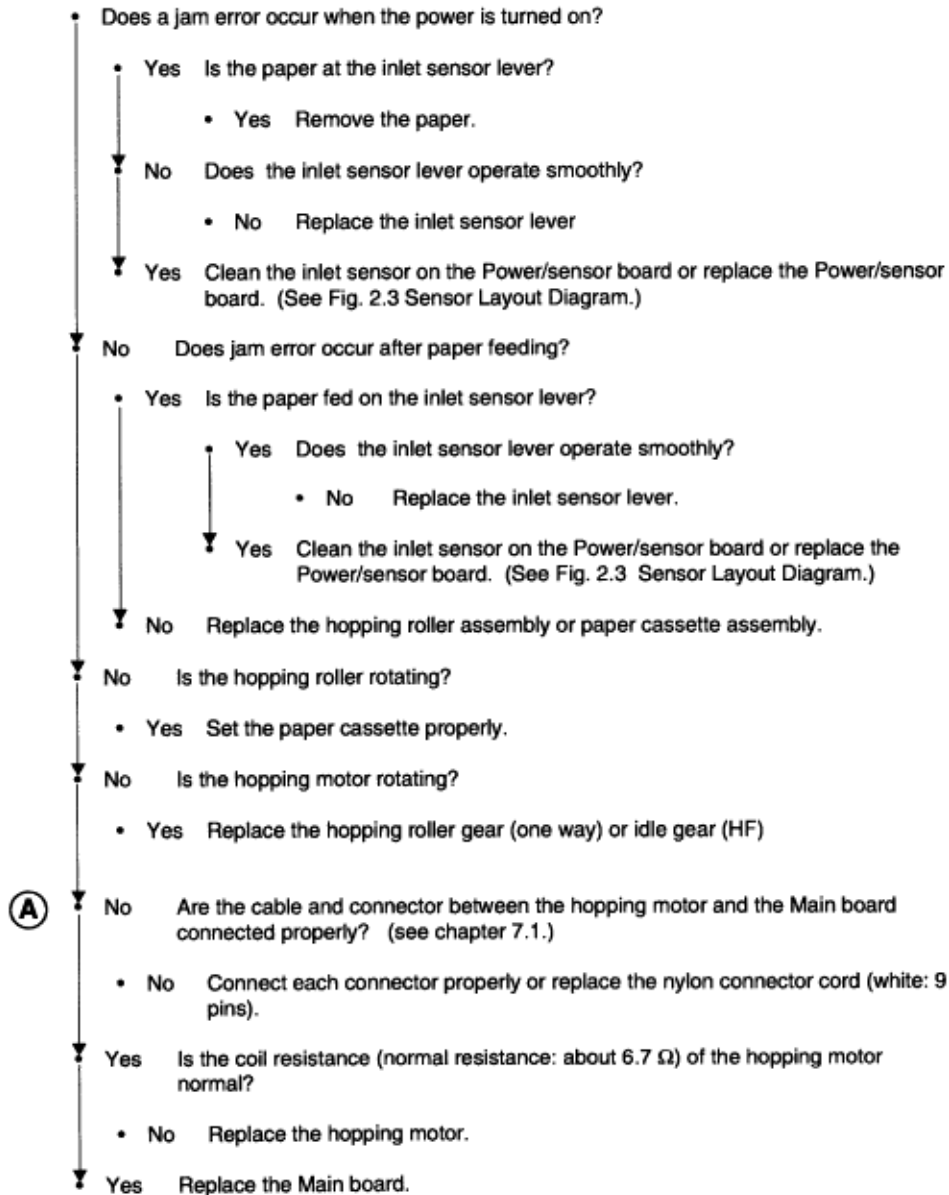 • Does a jam error occur when the power is turned on?
• Yes Is the paper at the inlet sensor lever?
• Yes Remove the paper.
• No Does the inlet sensor lever operate smoothly?
• No Replace the inlet sensor lever
• Yes Clean the inlet sensor on the Power/sensor board or replace the Power/sensor
board. (See Fig. 2.3 Sensor Layout Diagram.)
• No Does jam error occur after paper feeding?
• Yes Is the paper fed on the inlet sensor lever?
• Yes Does the inlet sensor lever operate smoothly?
• No Replace the inlet sensor lever.
• Yes Clean the inlet sensor on the Power/sensor board or replace the
Power/sensor board. (See Fig. 2.3 Sensor Layout Diagram.)
• No Replace the hopping roller assembly or paper cassette assembly.
• No Is the hopping roller rotating?
• Yes Set the paper cassette properly.
• No Is the hopping motor rotating?
• Yes Replace the hopping roller gear (one way) or idle gear (HF)
A • No Are the cable and connector between the hopping motor and the Main board
connected properly? (see chapter 7.1.)
• No Connect each connector properly or replace the nylon connector cord (white: 9
pins).
• Yes Is the coil resistance (normal resistance: about 6.7 Ω) of the hopping motor
normal?
• No Replace the hopping motor.
• Yes Replace the Main board.